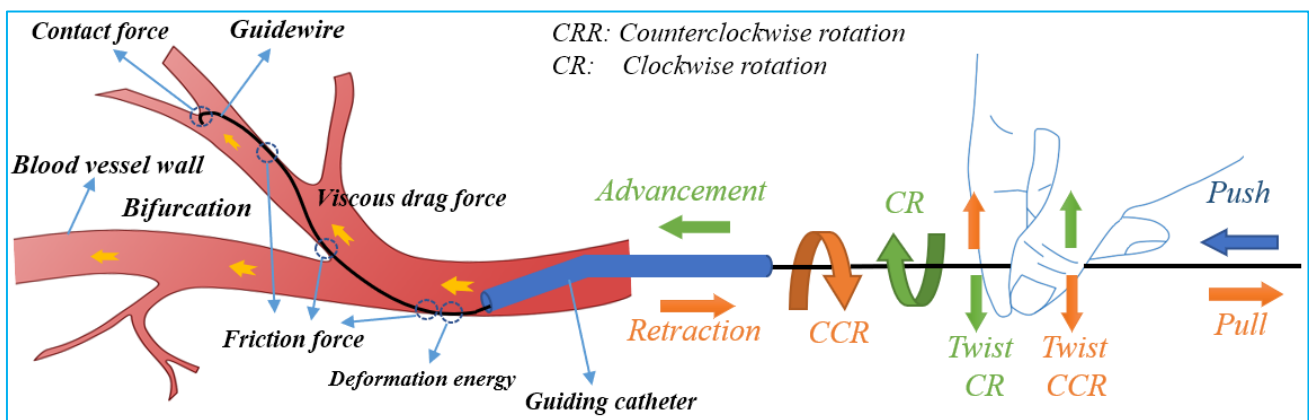 Contact force
Guidewire
CRR: Counterclockwise rotation
CR: Clockwise rotation
Blood vessel wall
Bifurcation
Viscous drag force
Advancement
CR
Push
Friction force
Retraction
CCR
Twist
CR
Twist
CCR
Pull
Deformation energy
Guiding catheter